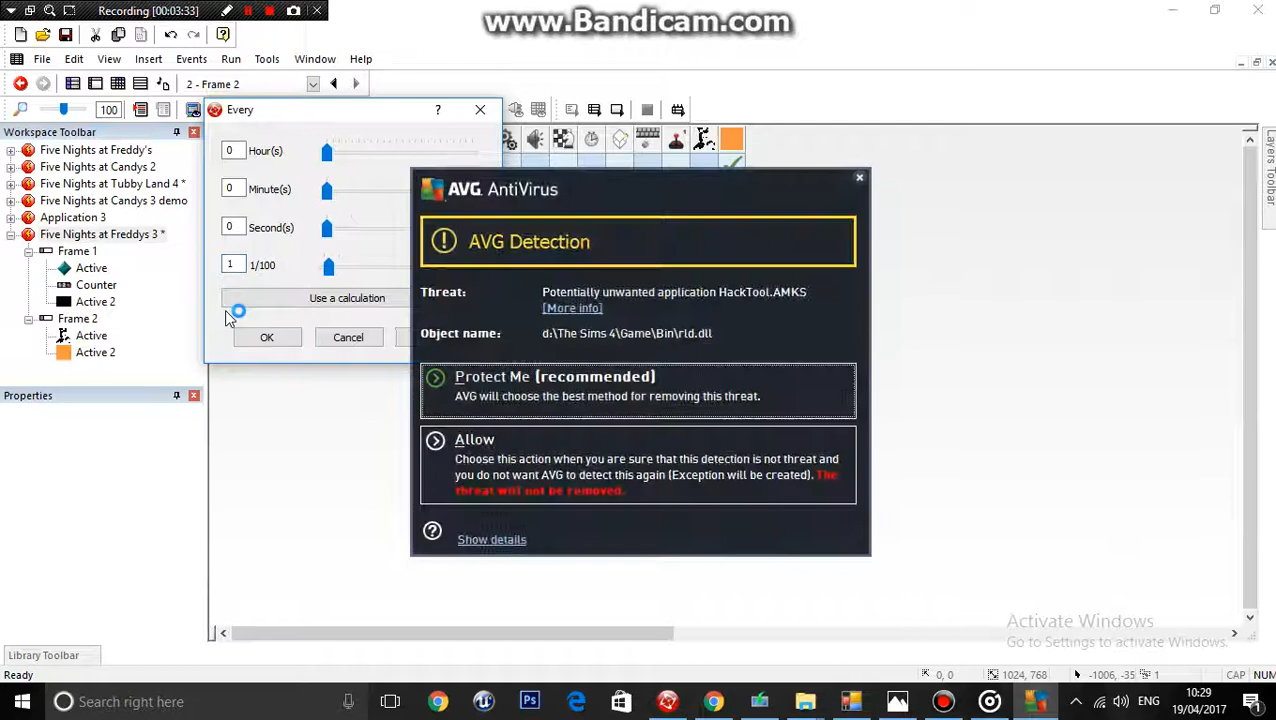 Recording [00:03:33]
www.Bandicam.com
File Edit View Insert Events Run Tools Window Help
2 - Frame 2
100
Workspace Toolbar
Five Nights at Freddy's
Five Nights at Candys 2
Five Nights at Tubby Land 4 *
Five Nights at Candys 3 demo
Application 3
Five Nights at Freddys 3 *
Frame 1
Active
Counter
Active 2
Frame 2
Active
Active 2
Properties
Library Toolbar
Ready
Every
?
0 Hour(s)
0 Minute(s)
0 Second(s)
1 1/100
Use a calculation
OK Cancel
AVG AntiVirus
AVG Detection
Threat: Potentially unwanted application HackTool.AMKS
[More info]
Object name: d:\The Sims 4\Game\Bin\rld.dll
Protect Me (recommended)
AVG will choose the best method for removing this threat.
Allow
Choose this action when you are sure that this detection is not threat and
you do not want AVG to detect this again (Exception will be created). The
threat will not be removed.
Show details
Layout Toolbar
Activate Windows
Go to Settings to activate Windows.
0, 0 1024, 768 -1006, -35 1 CAP NUM
Search right here
Ps
ENG 10:29
19/04/2017